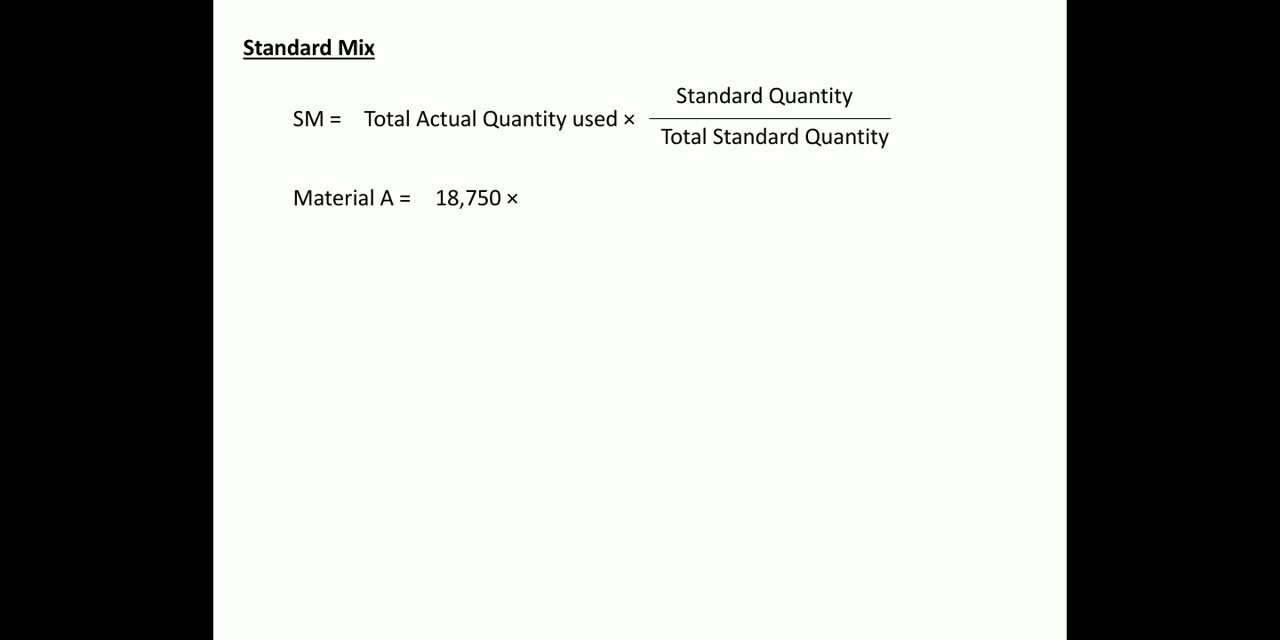 Standard Mix
SM = Total Actual Quantity used × Standard Quantity
Total Standard Quantity
Material A = 18,750 ×